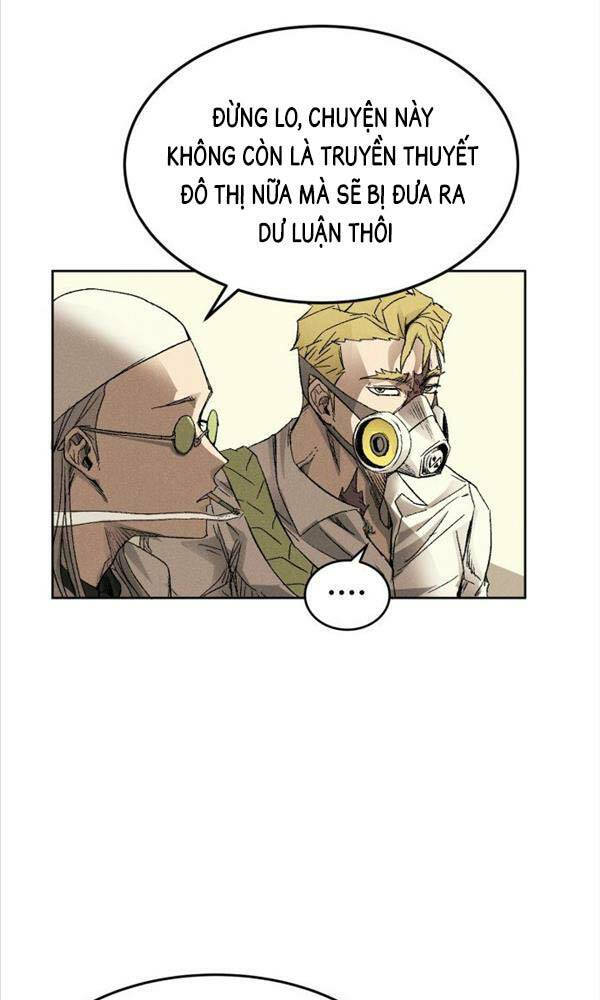 ĐỪNG LO, CHUYỆN NÀY
KHÔNG CÒN LÀ TRUYỀN THUYẾT
ĐÔ THỊ NỮA MÀ SẼ BỊ ĐƯA RA
DƯ LUẬN THÔI
....